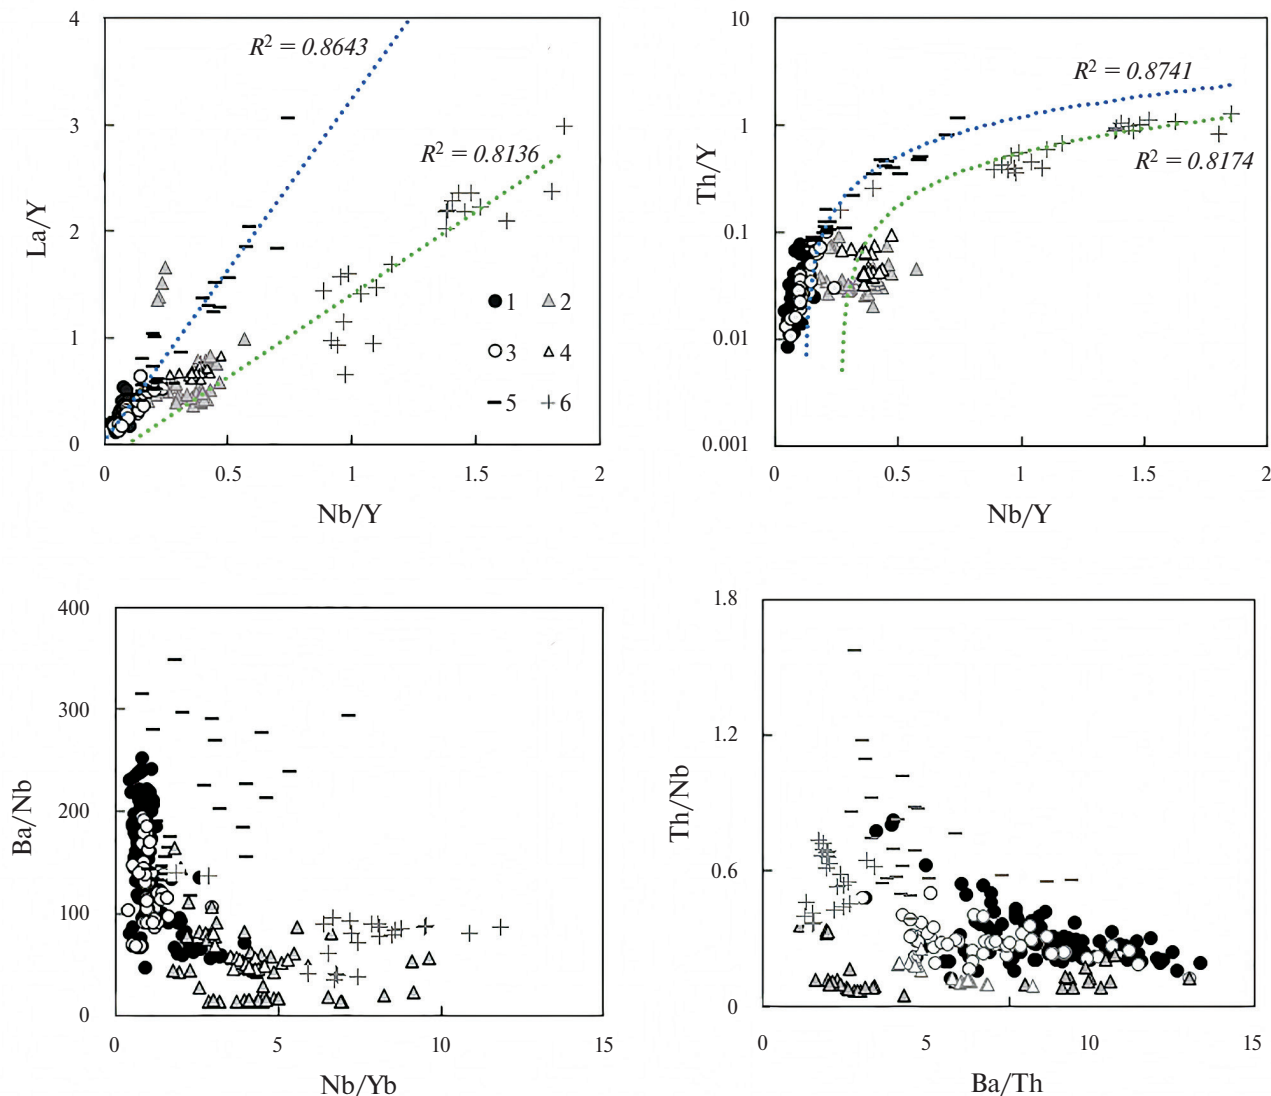 4
3
2
1
0
La/Y
R² = 0.8643
R² = 0.8136
1 2
3 4
5 6
0 0.5 1 1.5 2
Nb/Y
10
1
0.1
0.01
0.001
Th/Y
R² = 0.8741
R² = 0.8174
0 0.5 1 1.5 2
Nb/Y
400
300
200
100
0
Ba/Nb
0 5 10 15
Nb/Yb
1.8
1.2
0.6
0
Th/Nb
0 5 10 15
Ba/Th